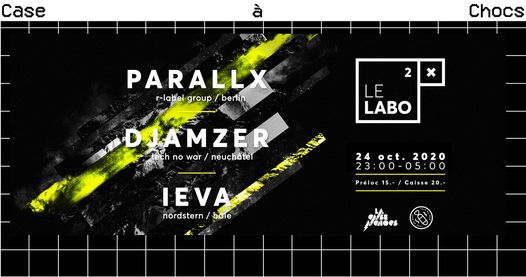 Case à Chocs
PARALLX
r-label group / berlin
DJAMZER
tech no war / neuchâtel
IEVA
nordstern / bâle
2
LE
LABO
24 oct. 2020
23:00-05:00
Préloc 15.- / Caisse 20.-